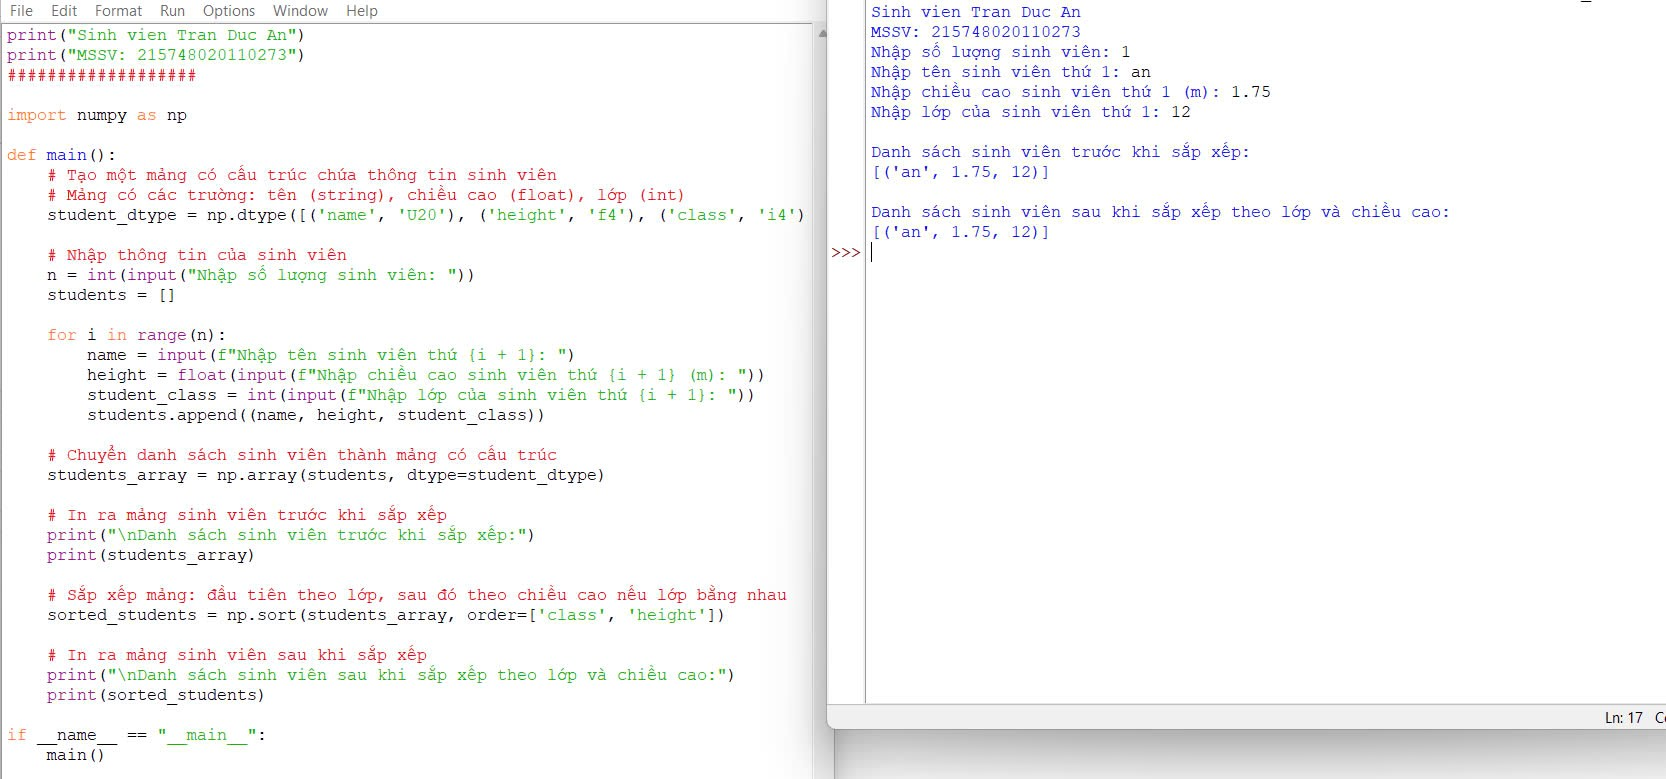 File Edit Format Run Options Window Help
print("Sinh vien Tran Duc An")
print("MSSV: 215748020110273")
###################
import numpy as np
def main():
    # Tạo một mảng có cấu trúc chứa thông tin sinh viên
    # Mảng có các trường: tên (string), chiều cao (float), lớp (int)
    student_dtype = np.dtype([('name', 'U20'), ('height', 'f4'), ('class', 'i4')
    # Nhập thông tin của sinh viên
    n = int(input("Nhập số lượng sinh viên: "))
    students = []
    for i in range(n):
        name = input(f"Nhập tên sinh viên thứ {i + 1}: ")
        height = float(input(f"Nhập chiều cao sinh viên thứ {i + 1} (m): "))
        student_class = int(input(f"Nhập lớp của sinh viên thứ {i + 1}: "))
        students.append((name, height, student_class))
    # Chuyển danh sách sinh viên thành mảng có cấu trúc
    students_array = np.array(students, dtype=student_dtype)
    # In ra mảng sinh viên trước khi sắp xếp
    print("\nDanh sách sinh viên trước khi sắp xếp:")
    print(students_array)
    # Sắp xếp mảng: đầu tiên theo lớp, sau đó theo chiều cao nếu lớp bằng nhau
    sorted_students = np.sort(students_array, order=['class', 'height'])
    # In ra mảng sinh viên sau khi sắp xếp
    print("\nDanh sách sinh viên sau khi sắp xếp theo lớp và chiều cao:")
    print(sorted_students)
if __name__ == "__main__":
    main()
Sinh vien Tran Duc An
MSSV: 215748020110273
Nhập số lượng sinh viên: 1
Nhập tên sinh viên thứ 1: an
Nhập chiều cao sinh viên thứ 1 (m): 1.75
Nhập lớp của sinh viên thứ 1: 12
Danh sách sinh viên trước khi sắp xếp:
[('an', 1.75, 12)]
Danh sách sinh viên sau khi sắp xếp theo lớp và chiều cao:
[('an', 1.75, 12)]
>>>
Ln: 17